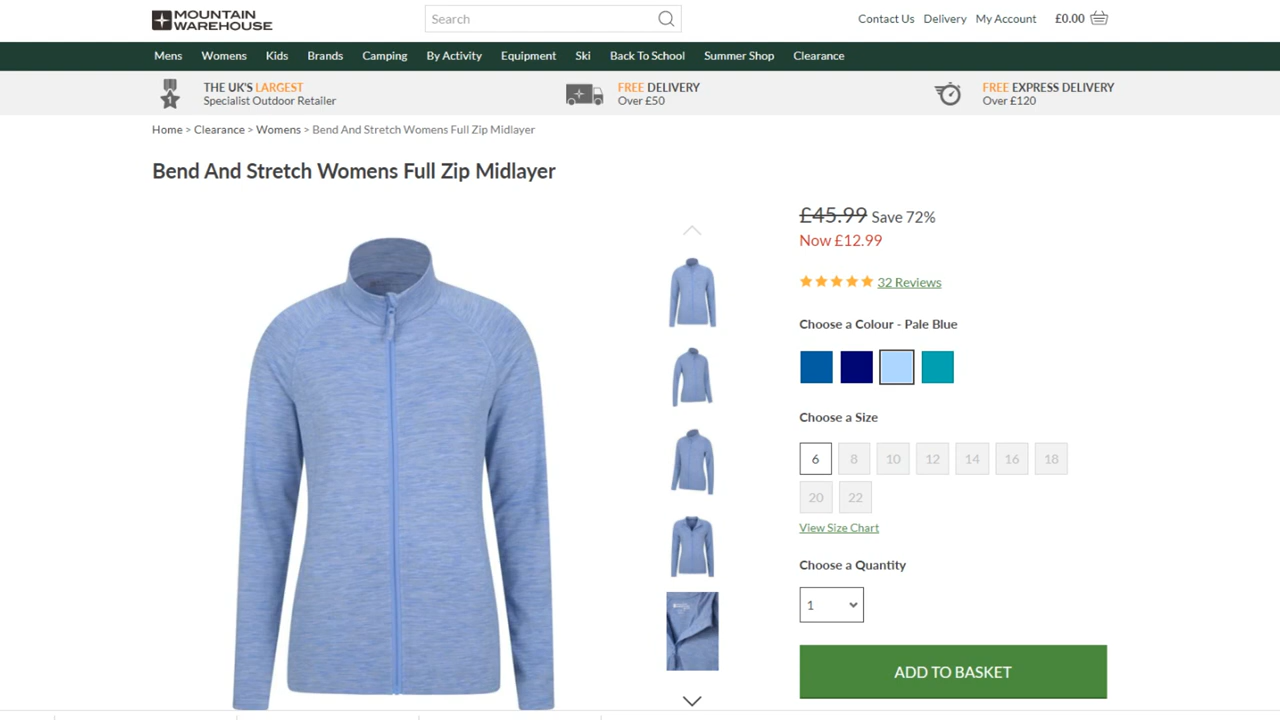 MOUNTAIN
WAREHOUSE
Search
Contact Us Delivery My Account £0.00
Mens Womens Kids Brands Camping By Activity Equipment Ski Back To School Summer Shop Clearance
THE UK'S LARGEST
Specialist Outdoor Retailer
FREE DELIVERY
Over £50
FREE EXPRESS DELIVERY
Over £120
Home > Clearance > Womens > Bend And Stretch Womens Full Zip Midlayer
Bend And Stretch Womens Full Zip Midlayer
£45.99 Save 72%
Now £12.99
32 Reviews
Choose a Colour - Pale Blue
Choose a Size
6 8 10 12 14 16 18
20 22
View Size Chart
Choose a Quantity
1
ADD TO BASKET